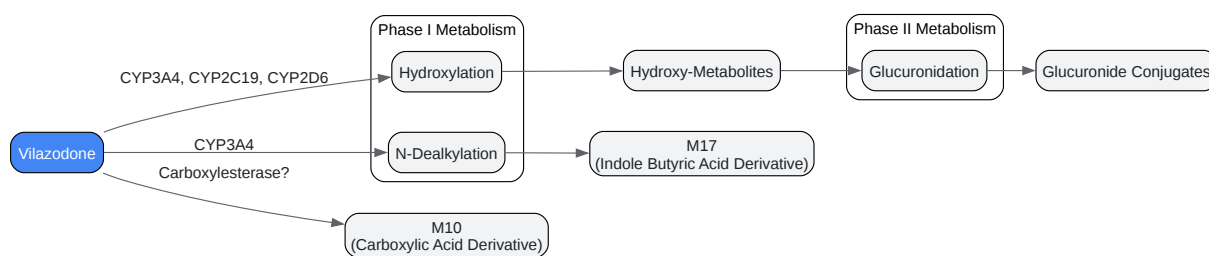 Phase I Metabolism
Phase II Metabolism
CYP3A4, CYP2C19, CYP2D6
Hydroxylation
Hydroxy-Metabolites
Glucuronidation
Glucuronide Conjugates
Vilazodone
CYP3A4
N-Dealkylation
M17
(Indole Butyric Acid Derivative)
Carboxylesterase?
M10
(Carboxylic Acid Derivative)